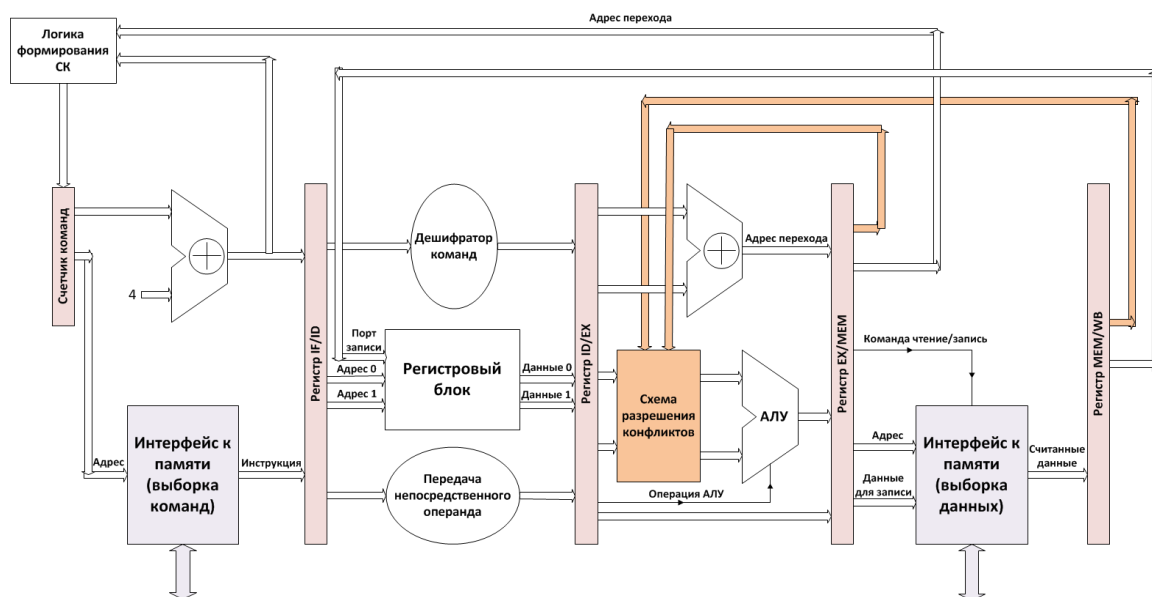 Адрес перехода
Логика
формирования
СК
Счетчик команд
4
Регистр IF/ID
Дешифратор
команд
Регистр ID/EX
Адрес перехода
Регистр EX/MEM
Регистр MEM/WB
Порт
записи
Адрес 0
Адрес 1
Регистровый
блок
Данные 0
Данные 1
Схема
разрешения
конфликтов
АЛУ
Команда чтение/запись
Адрес
Интерфейс к
памяти
(выборка
команд)
Инструкция
Передача
непосредственного
операнда
Операция АЛУ
Адрес
Данные
для записи
Интерфейс к
памяти
(выборка
данных)
Считанные
данные